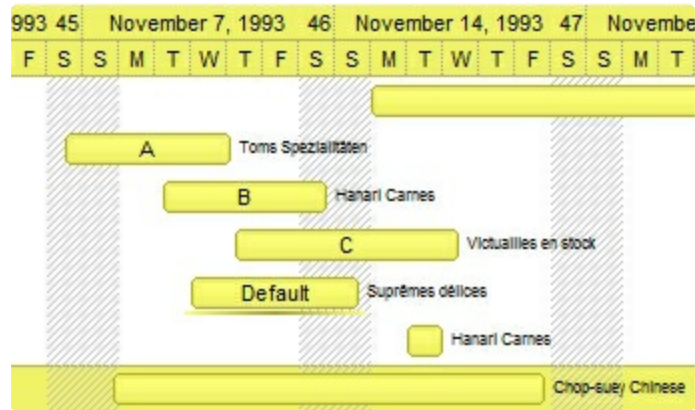 993 45 November 7, 1993 46 November 14, 1993 47 Novembe
F S S M T W T F S S M T W T F S S M T
A Toms Spezialitäten
B Hanari Carnes
C Victuailles en stock
Default Suprêmes délices
Hanari Carnes
Chop-suey Chinese